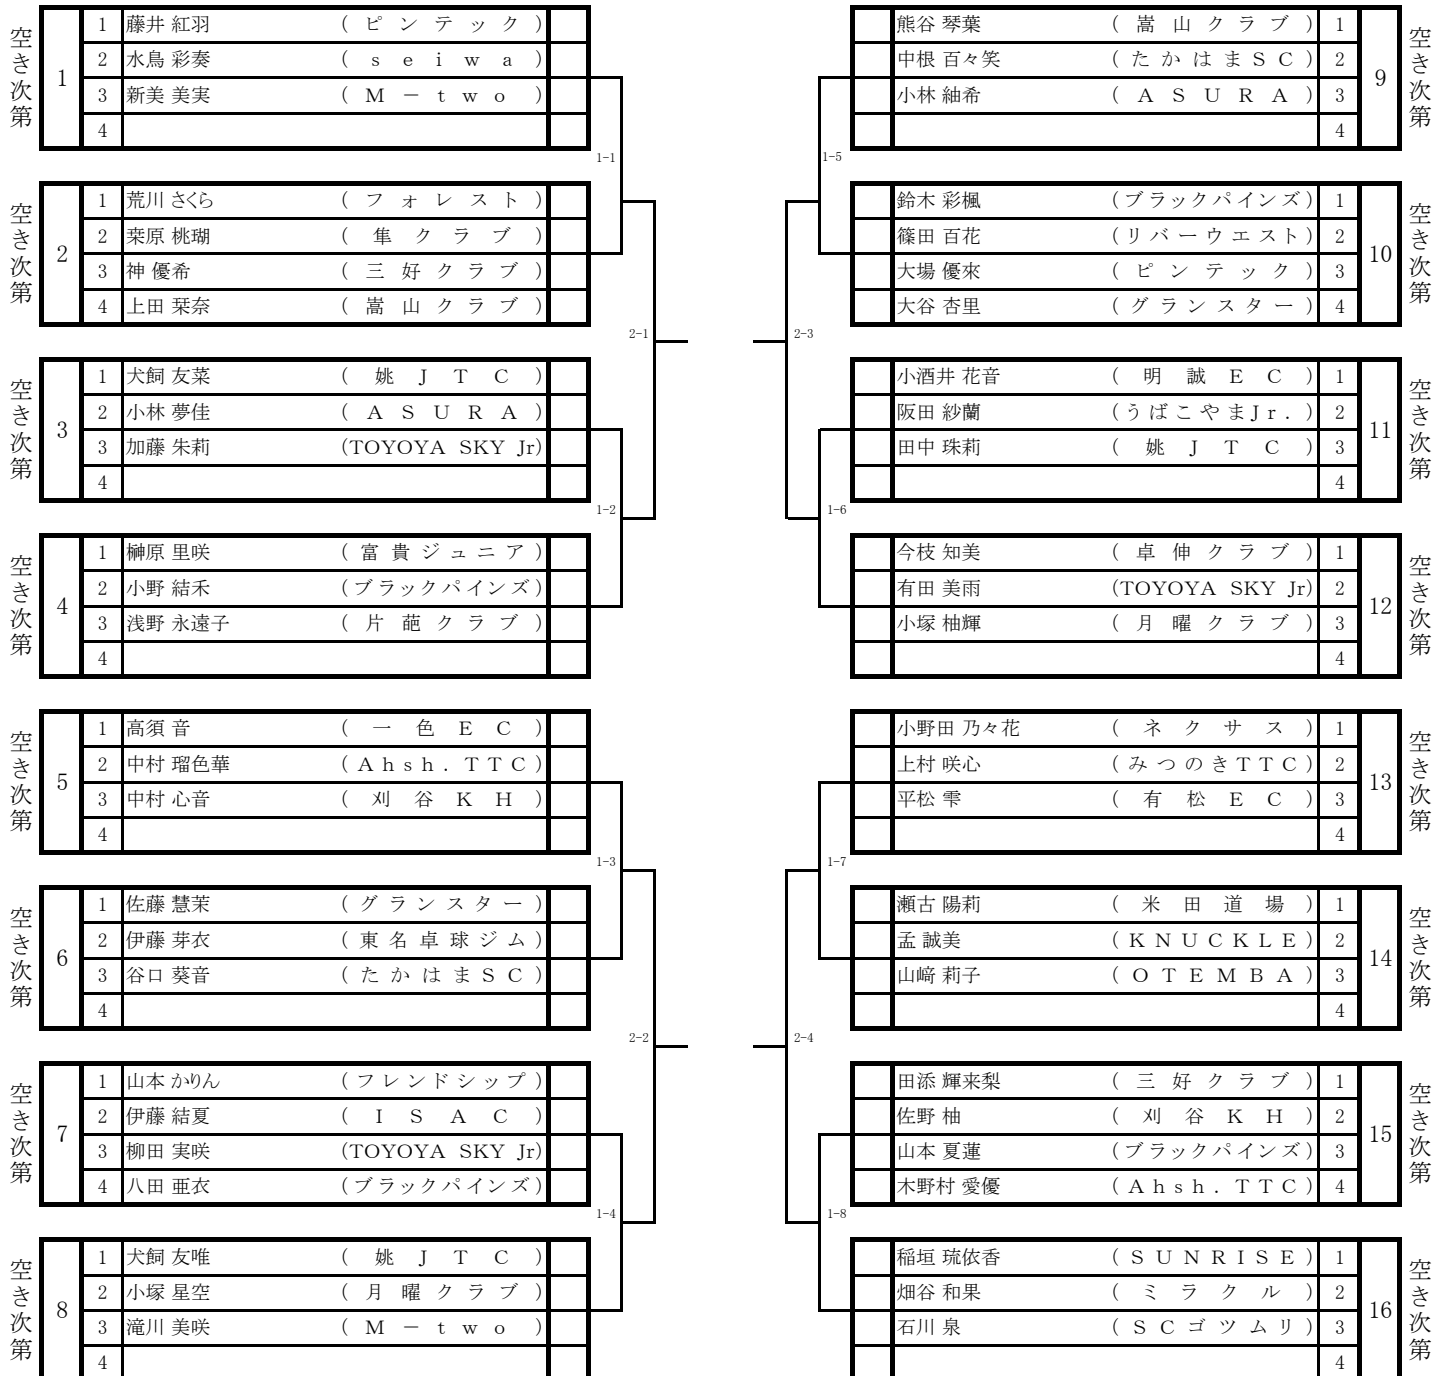 空き次第
1
1 藤井 紅羽 (ピンテック)
2 水鳥 彩奏 (seiwa)
3 新美 美実 (M－two)
4
1-1
空き次第
2
1 荒川 さくら (フォレスト)
2 栞原 桃瑚 (隼クラブ)
3 神 優希 (三好クラブ)
4 上田 栞奈 (嵩山クラブ)
2-1
空き次第
3
1 犬飼 友菜 (姚JTC)
2 小林 夢佳 (ASURA)
3 加藤 朱莉 (TOYOYA SKY Jr)
4
1-2
空き次第
4
1 榊原 里咲 (富貴ジュニア)
2 小野 結禾 (ブラックパインズ)
3 浅野 永遠子 (片葩クラブ)
4
空き次第
5
1 高須 音 (一色EC)
2 中村 瑠色華 (Ahsh.TTC)
3 中村 心音 (刈谷KH)
4
1-3
空き次第
6
1 佐藤 慧茉 (グランスター)
2 伊藤 芽衣 (東名卓球ジム)
3 谷口 葵音 (たかはまSC)
4
2-2
空き次第
7
1 山本 かりん (フレンドシップ)
2 伊藤 結夏 (ISAC)
3 柳田 実咲 (TOYOYA SKY Jr)
4 八田 亜衣 (ブラックパインズ)
1-4
空き次第
8
1 犬飼 友唯 (姚JTC)
2 小塚 星空 (月曜クラブ)
3 滝川 美咲 (M－two)
4
熊谷 琴葉 (嵩山クラブ) 1
中根 百々笑 (たかはまSC) 2
小林 紬希 (ASURA) 3
4
9
空き次第
1-5
鈴木 彩楓 (ブラックパインズ) 1
篠田 百花 (リバーウエスト) 2
大場 優來 (ピンテック) 3
大谷 杏里 (グランスター) 4
10
空き次第
2-3
小酒井 花音 (明誠EC) 1
阪田 紗蘭 (うばこやまJr.) 2
田中 珠莉 (姚JTC) 3
4
11
空き次第
1-6
今枝 知美 (卓伸クラブ) 1
有田 美雨 (TOYOYA SKY Jr) 2
小塚 柚輝 (月曜クラブ) 3
4
12
空き次第
小野田 乃々花 (ネクサス) 1
上村 咲心 (みつのきTTC) 2
平松 雫 (有松EC) 3
4
13
空き次第
1-7
瀬古 陽莉 (米田道場) 1
孟 誠美 (KNUCKLE) 2
山﨑 莉子 (OTEMBA) 3
4
14
空き次第
2-4
田添 輝来梨 (三好クラブ) 1
佐野 柚 (刈谷KH) 2
山本 夏蓮 (ブラックパインズ) 3
木野村 愛優 (Ahsh.TTC) 4
15
空き次第
1-8
稲垣 琉依香 (SUNRISE) 1
畑谷 和果 (ミラクル) 2
石川 泉 (SCゴツムリ) 3
4
16
空き次第